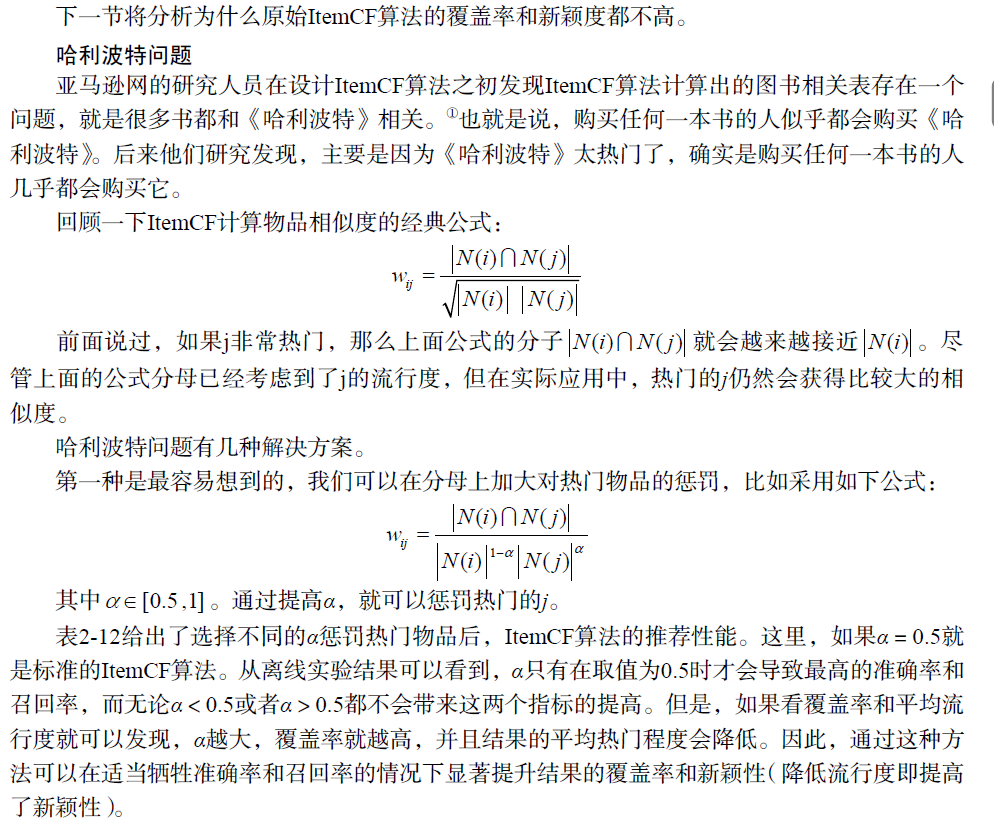 下一节将分析为什么原始ItemCF算法的覆盖率和新颖度都不高。
哈利波特问题
亚马逊网的研究人员在设计ItemCF算法之初发现ItemCF算法计算出的图书相关表存在一个
问题，就是很多书都和《哈利波特》相关。①也就是说，购买任何一本书的人似乎都会购买《哈
利波特》。后来他们研究发现，主要是因为《哈利波特》太热门了，确实是购买任何一本书的人
几乎都会购买它。
回顾一下ItemCF计算物品相似度的经典公式：
w_{ij} = \frac{|N(i) \cap N(j)|}{\sqrt{|N(i)| |N(j)|}}
前面说过，如果j非常热门，那么上面公式的分子|N(i)∩N(j)|就会越来越接近|N(i)|。尽
管上面的公式分母已经考虑到了j的流行度，但在实际应用中，热门的j仍然会获得比较大的相
似度。
哈利波特问题有几种解决方案。
第一种是最容易想到的，我们可以在分母上加大对热门物品的惩罚，比如采用如下公式：
w_{ij} = \frac{|N(i) \cap N(j)|}{|N(i)|^{1-α} |N(j)|^{α}}
其中α∈[0.5,1]。通过提高α，就可以惩罚热门的j。
表2-12给出了选择不同的α惩罚热门物品后，ItemCF算法的推荐性能。这里，如果α = 0.5就
是标准的ItemCF算法。从离线实验结果可以看到，α只有在取值为0.5时才会导致最高的准确率和
召回率，而无论α < 0.5或者α > 0.5都不会带来这两个指标的提高。但是，如果看覆盖率和平均流
行度就可以发现，α越大，覆盖率就越高，并且结果的平均热门程度会降低。因此，通过这种方
法可以在适当牺牲准确率和召回率的情况下显著提升结果的覆盖率和新颖性（降低流行度即提高
了新颖性）。